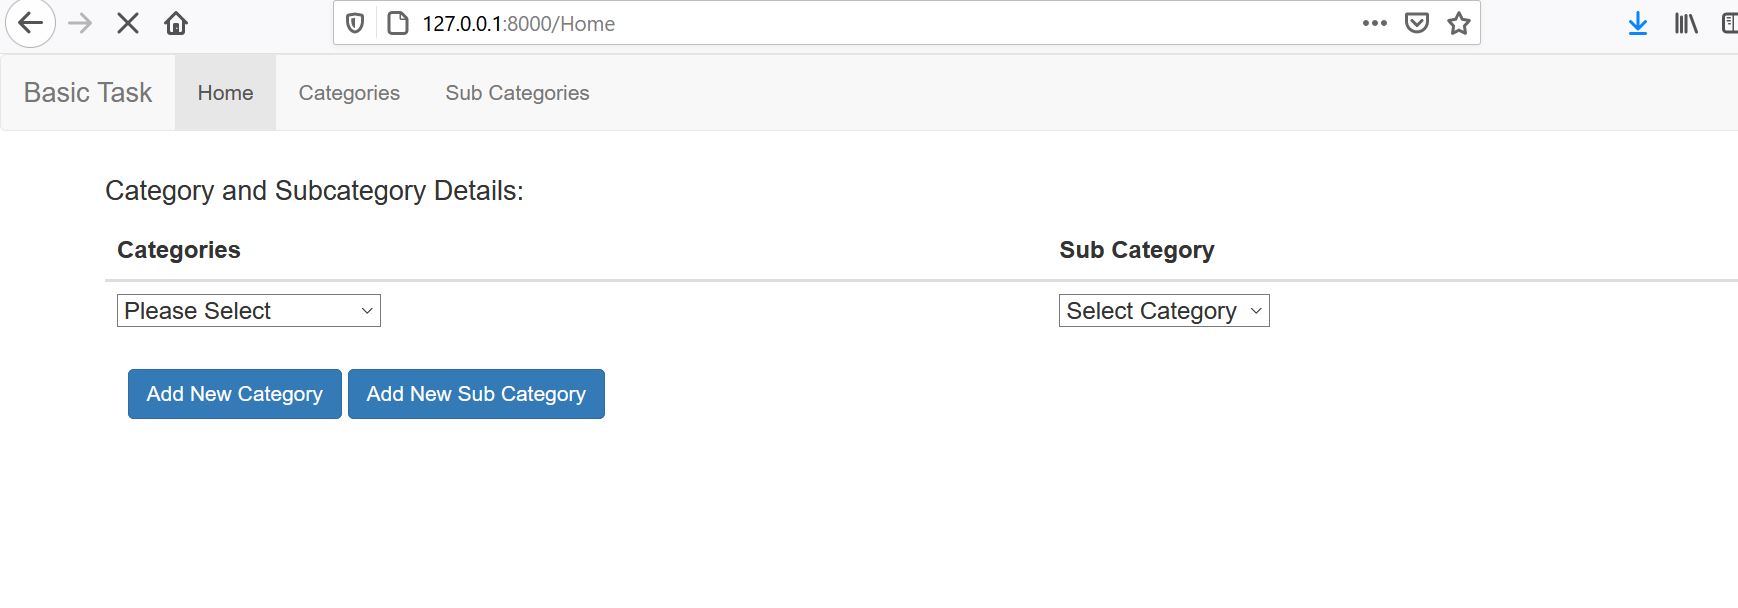 127.0.0.1:8000/Home
Basic Task Home Categories Sub Categories
Category and Subcategory Details:
Categories Sub Category
Please Select Select Category
Add New Category Add New Sub Category